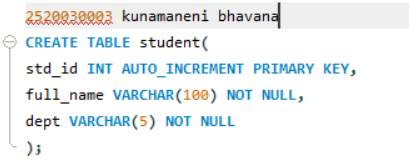 2520030003 kunamaneni bhavana
CREATE TABLE student(
std_id INT AUTO_INCREMENT PRIMARY KEY,
full_name VARCHAR(100) NOT NULL,
dept VARCHAR(5) NOT NULL
);